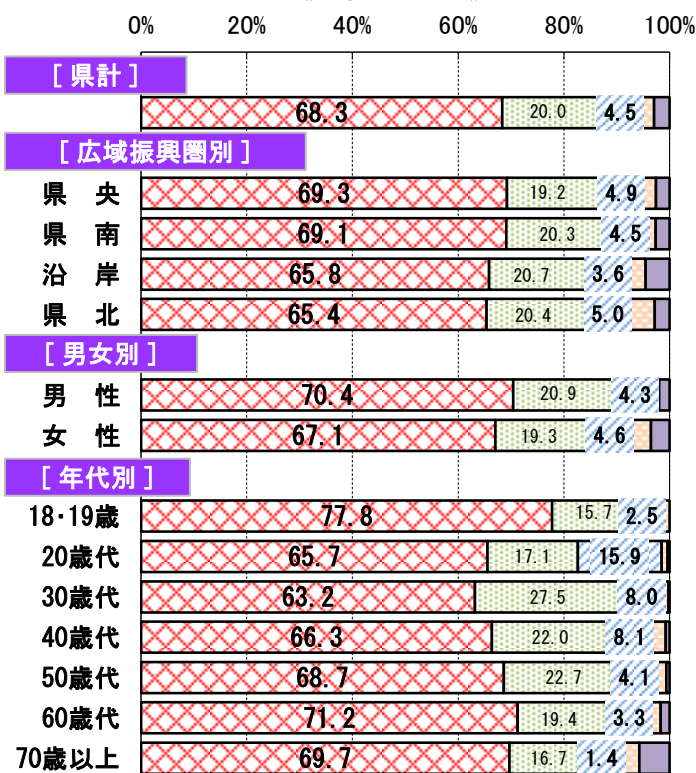 0% 20% 40% 60% 80% 100%
[ 県計 ]
68.3 20.0 4.5
[ 広域振興圏別 ]
県 央 69.3 19.2 4.9
県 南 69.1 20.3 4.5
沿 岸 65.8 20.7 3.6
県 北 65.4 20.4 5.0
[ 男女別 ]
男 性 70.4 20.9 4.3
女 性 67.1 19.3 4.6
[ 年代別 ]
18・19歳 77.8 15.7 2.5
20歳代 65.7 17.1 15.9
30歳代 63.2 27.5 8.0
40歳代 66.3 22.0 8.1
50歳代 68.7 22.7 4.1
60歳代 71.2 19.4 3.3
70歳以上 69.7 16.7 1.4